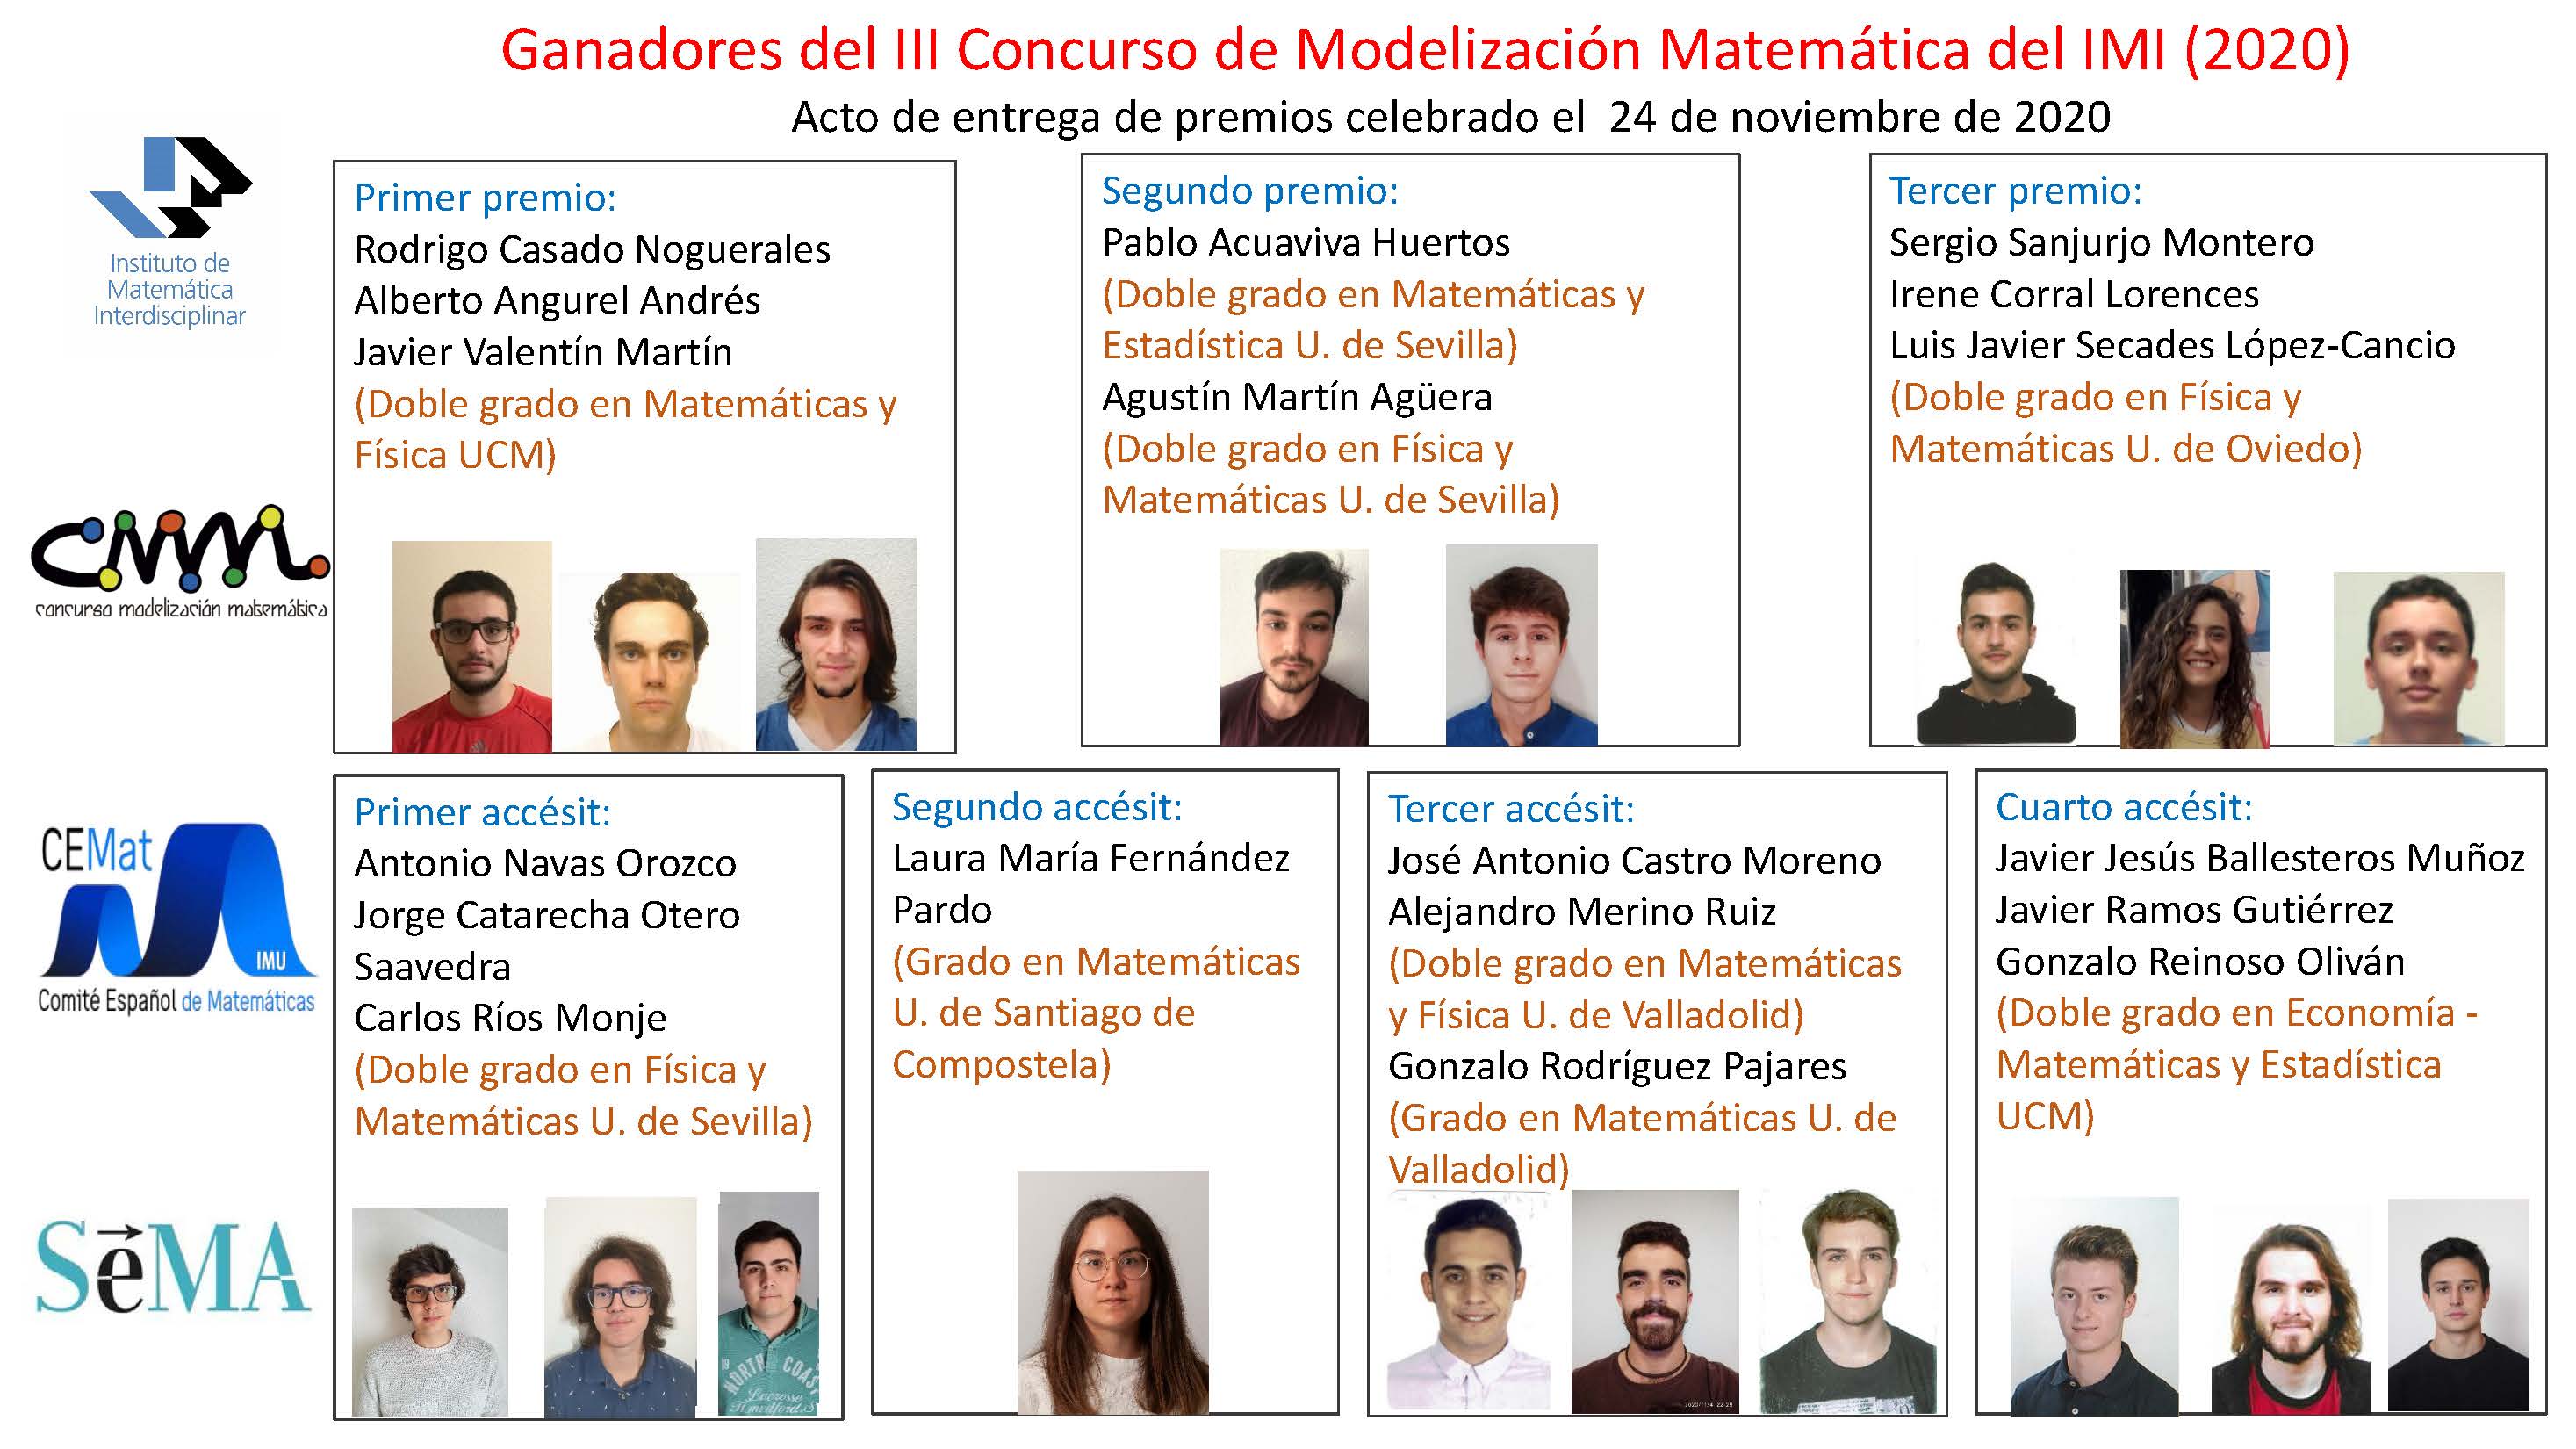 Ganadores del III Concurso de Modelización Matemática del IMI (2020)
Acto de entrega de premios celebrado el 24 de noviembre de 2020
Instituto de
Matemática
Interdisciplinar
cmm.
concurso modelización matemática
CEMat
IMU
Comité Español de Matemáticas
SeMA
Primer premio:
Rodrigo Casado Noguerales
Alberto Angurel Andrés
Javier Valentín Martín
(Doble grado en Matemáticas y
Física UCM)
Segundo premio:
Pablo Acuaviva Huertos
(Doble grado en Matemáticas y
Estadística U. de Sevilla)
Agustín Martín Agüera
(Doble grado en Física y
Matemáticas U. de Sevilla)
Tercer premio:
Sergio Sanjurjo Montero
Irene Corral Lorences
Luis Javier Secades López-Cancio
(Doble grado en Física y
Matemáticas U. de Oviedo)
Primer accésit:
Antonio Navas Orozco
Jorge Catarecha Otero
Saavedra
Carlos Ríos Monje
(Doble grado en Física y
Matemáticas U. de Sevilla)
NORTH COAST
Segundo accésit:
Laura María Fernández
Pardo
(Grado en Matemáticas
U. de Santiago de
Compostela)
Tercer accésit:
José Antonio Castro Moreno
Alejandro Merino Ruiz
(Doble grado en Matemáticas
y Física U. de Valladolid)
Gonzalo Rodríguez Pajares
(Grado en Matemáticas U. de
Valladolid)
Cuarto accésit:
Javier Jesús Ballesteros Muñoz
Javier Ramos Gutiérrez
Gonzalo Reinoso Oliván
(Doble grado en Economía -
Matemáticas y Estadística
UCM)